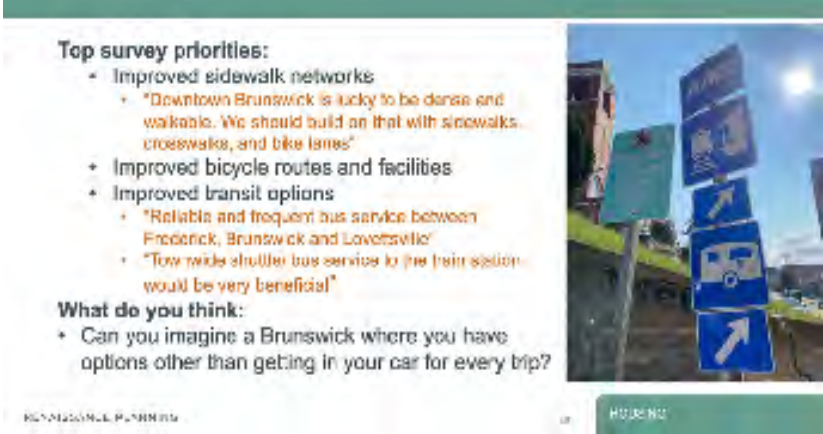 Top survey priorities:
• Improved sidewalk networks
• "Downtown Brunswick is lucky to be dense and
walkable. We should build on that with sidewalks,
crosswalks, and bike lanes"
• Improved bicycle routes and facilities
• Improved transit options
• "Reliable and frequent bus service between
Frederick, Brunswick and Lovettsville"
• "Town wide shuttle bus service to the train station
would be very beneficial"
What do you think:
• Can you imagine a Brunswick where you have
options other than getting in your car for every trip?
RENAISSANCE PLANNING
HOUSING